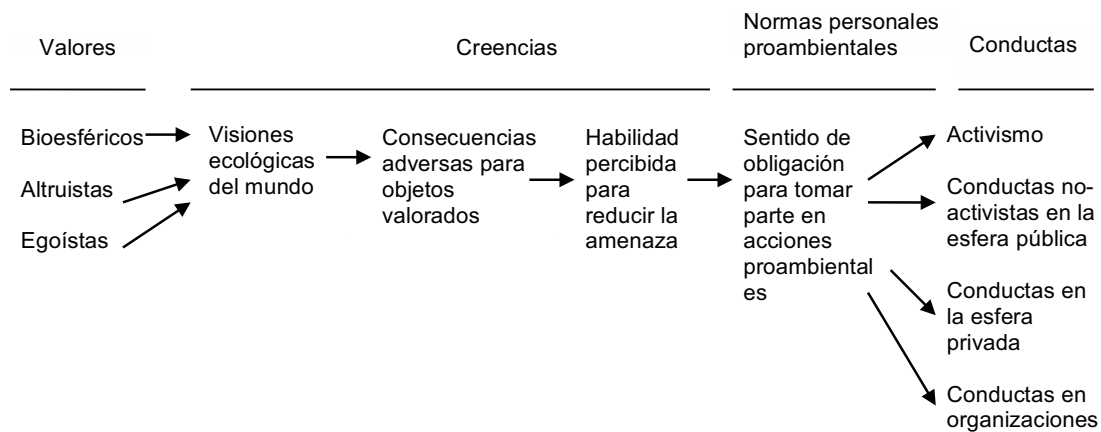 Valores
Creencias
Normas personales
proambientales
Conductas
Bioesféricos
Altruistas
Egoístas
Visiones
ecológicas
del mundo
Consecuencias
adversas para
objetos
valorados
Habilidad
percibida
para
reducir la
amenaza
Sentido de
obligación
para tomar
parte en
acciones
proambiental
es
Activismo
Conductas no-
activistas en la
esfera pública
Conductas en
la esfera
privada
Conductas en
organizaciones